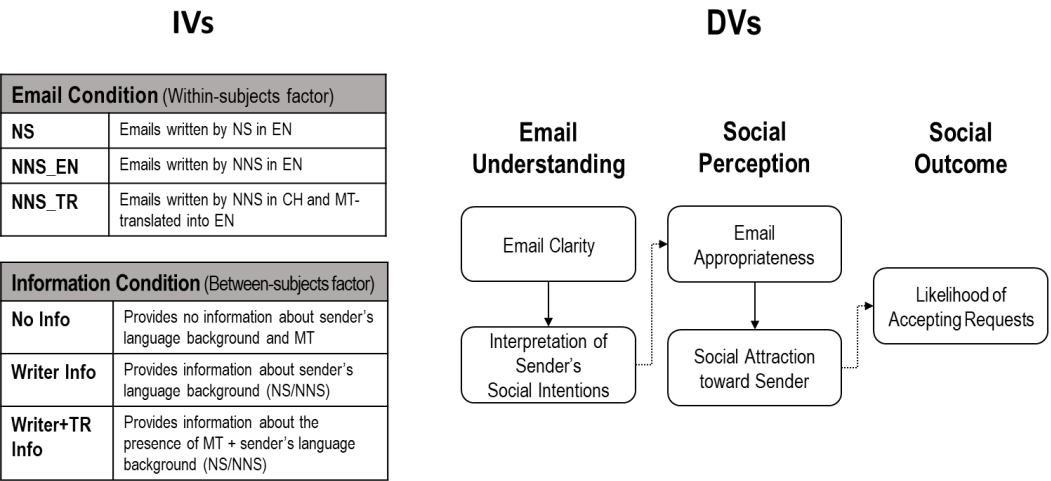 IVs
Email Condition (Within-subjects factor)
NS
Emails written by NS in EN
NNS_EN
Emails written by NNS in EN
NNS_TR
Emails written by NNS in CH and MT-
translated into EN
Information Condition (Between-subjects factor)
No Info
Provides no information about sender's
language background and MT
Writer Info
Provides information about sender's
language background (NS/NNS)
Writer+TR
Info
Provides information about the
presence of MT + sender's language
background (NS/NNS)
DVs
Email
Understanding
Social
Perception
Social
Outcome
Email Clarity
Interpretation of
Sender's
Social Intentions
Email
Appropriateness
Social Attraction
toward Sender
Likelihood of
Accepting Requests